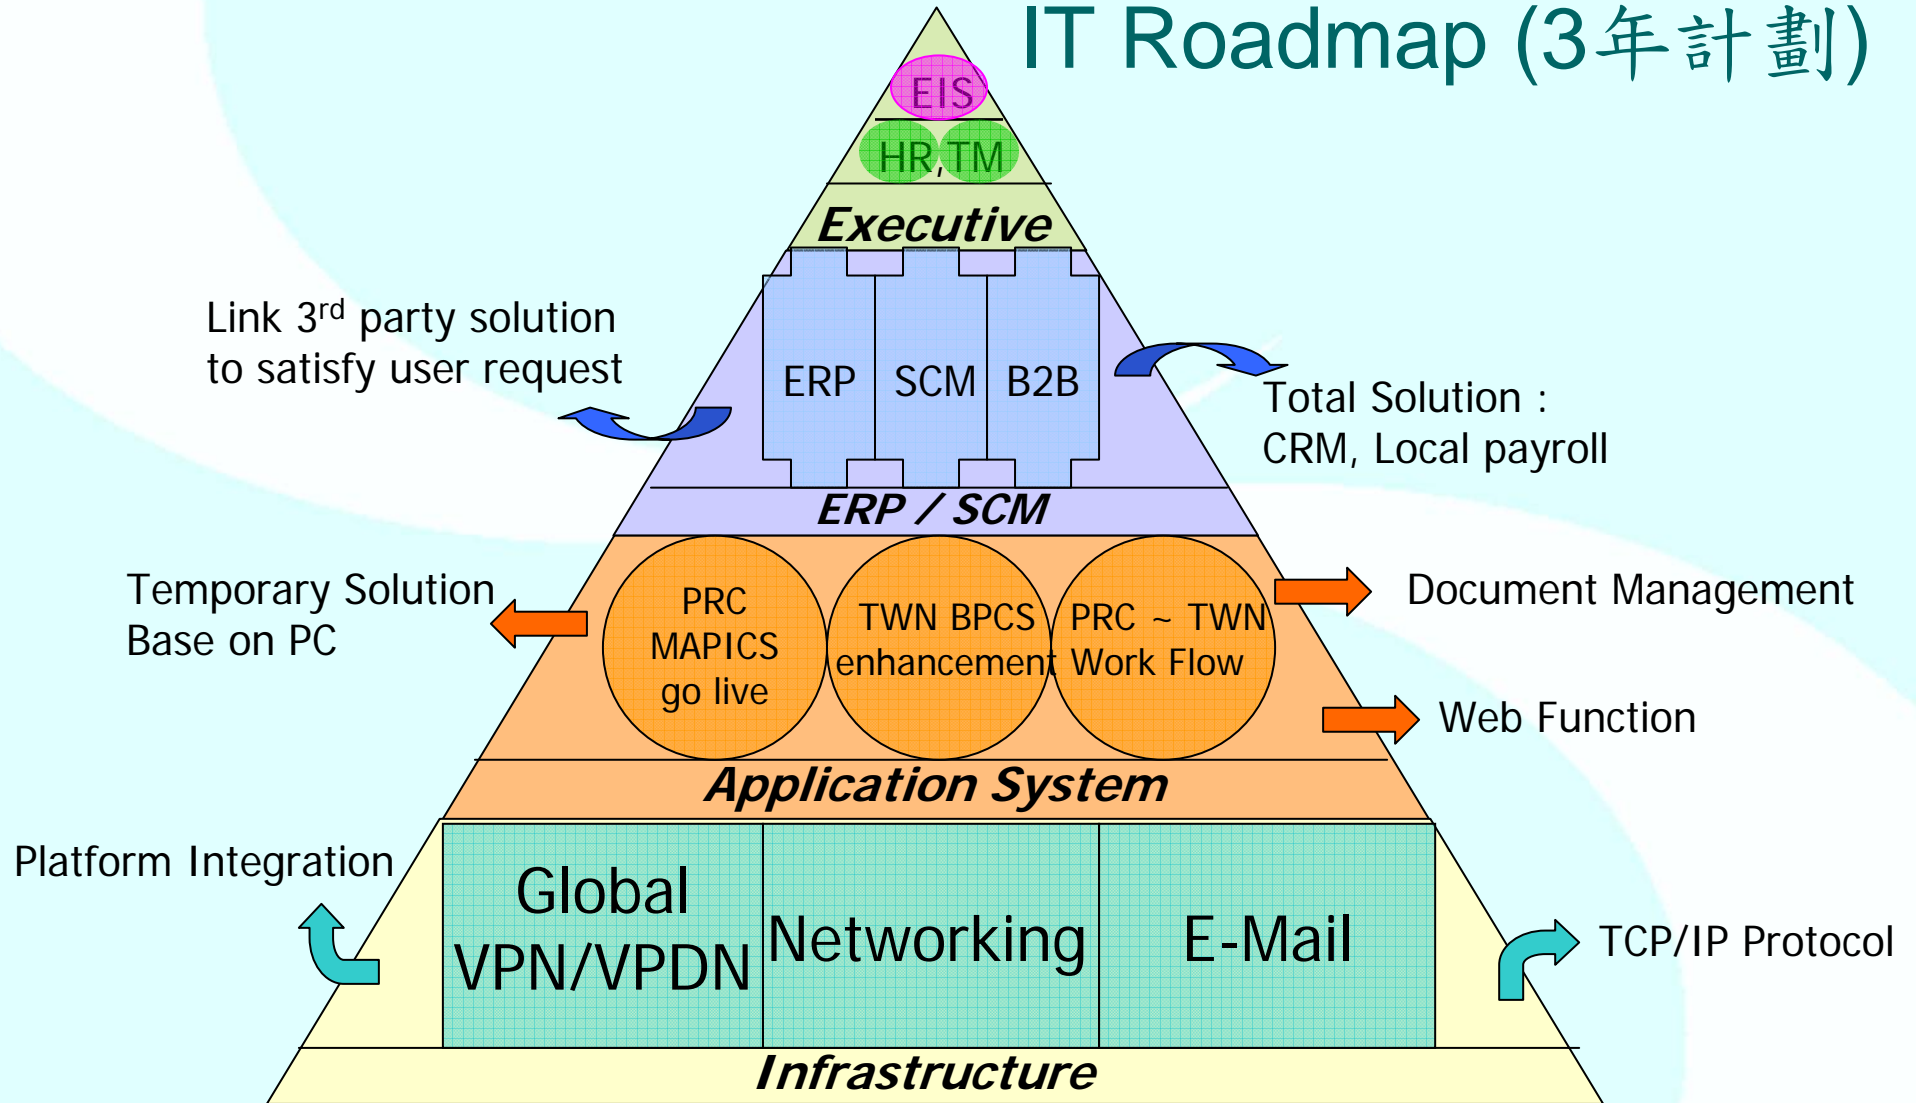 IT Roadmap (3年計劃)
EIS
HR,TM
Executive
Link 3rd party solution
to satisfy user request
ERP
SCM
B2B
Total Solution :
CRM, Local payroll
ERP / SCM
Temporary Solution
Base on PC
PRC
MAPICS
go live
TWN BPCS
enhancement
PRC ~ TWN
Work Flow
Document Management
Web Function
Application System
Platform Integration
Global
VPN/VPDN
Networking
E-Mail
TCP/IP Protocol
Infrastructure